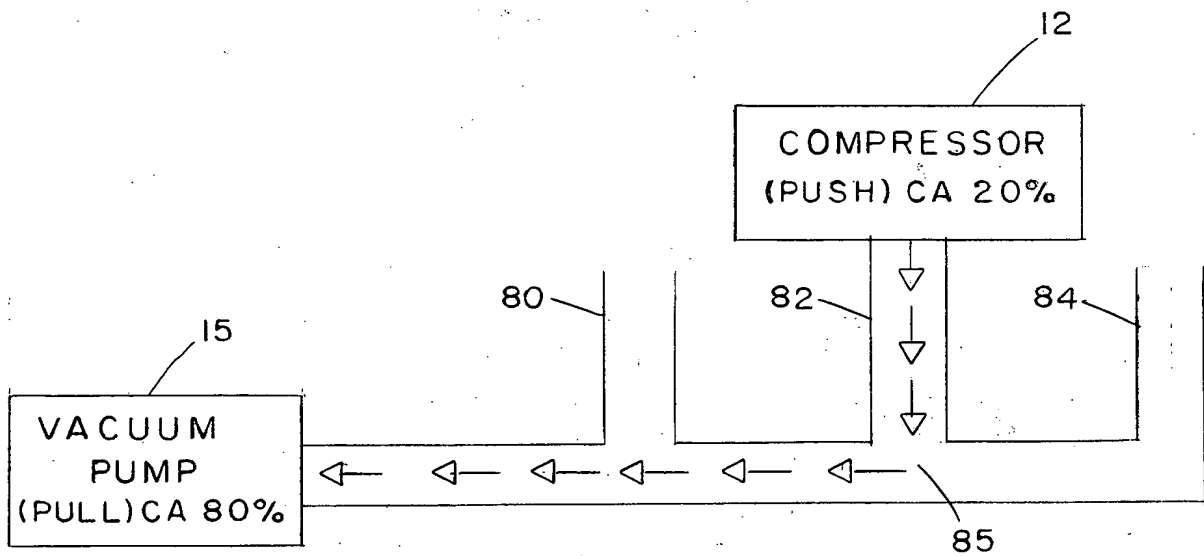 12
COMPRESSOR
(PUSH) CA 20%
80
82
84
15
VACUUM
PUMP
(PULL) CA 80%
85